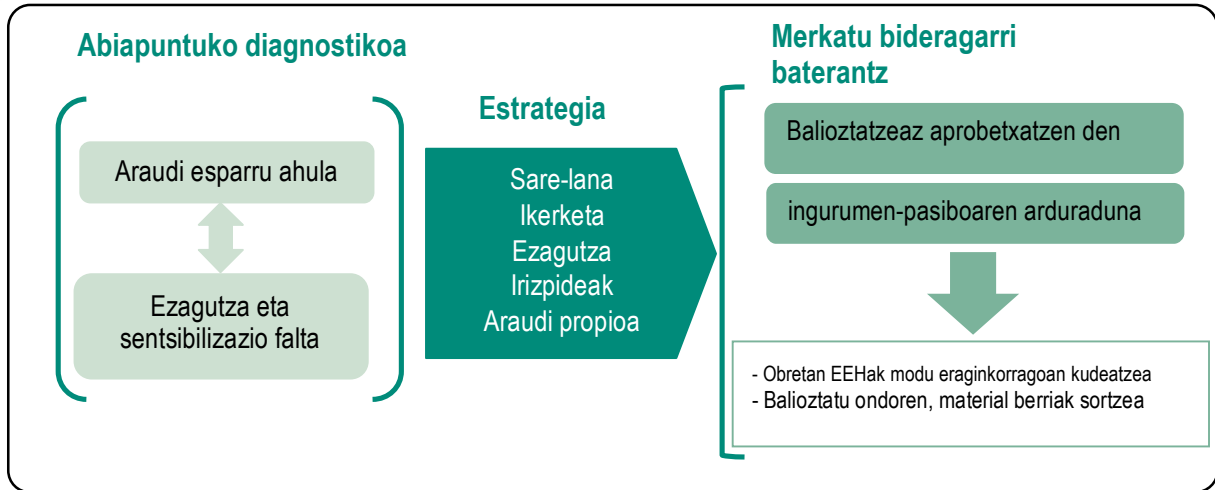 Abiapuntuko diagnostikoa
Araudi esparru ahula
Ezagutza eta
sentsibilizazio falta
Estrategia
Sare-lana
Ikerketa
Ezagutza
Irizpideak
Araudi propioa
Merkatu bideragarri
baterantz
Balioztatzeaz aprobetxatzen den
ingurumen-pasiboaren arduraduna
- Obretan EEHak modu eraginkorragoan kudeatzea
- Balioztatu ondoren, material berriak sortzea